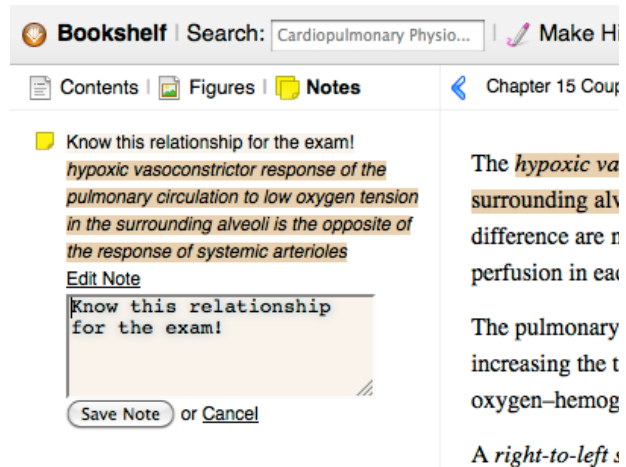 Bookshelf Search: Cardiopulmonary Physio... Make Hi
Contents Figures Notes
Chapter 15 Coup
Know this relationship for the exam!
hypoxic vasoconstrictor response of the
pulmonary circulation to low oxygen tension
in the surrounding alveoli is the opposite of
the response of systemic arterioles
Edit Note
Know this relationship
for the exam!
Save Note or Cancel
The hypoxic va
surrounding alv
difference are n
perfusion in eac
The pulmonary
increasing the t
oxygen–hemog
A right-to-left s